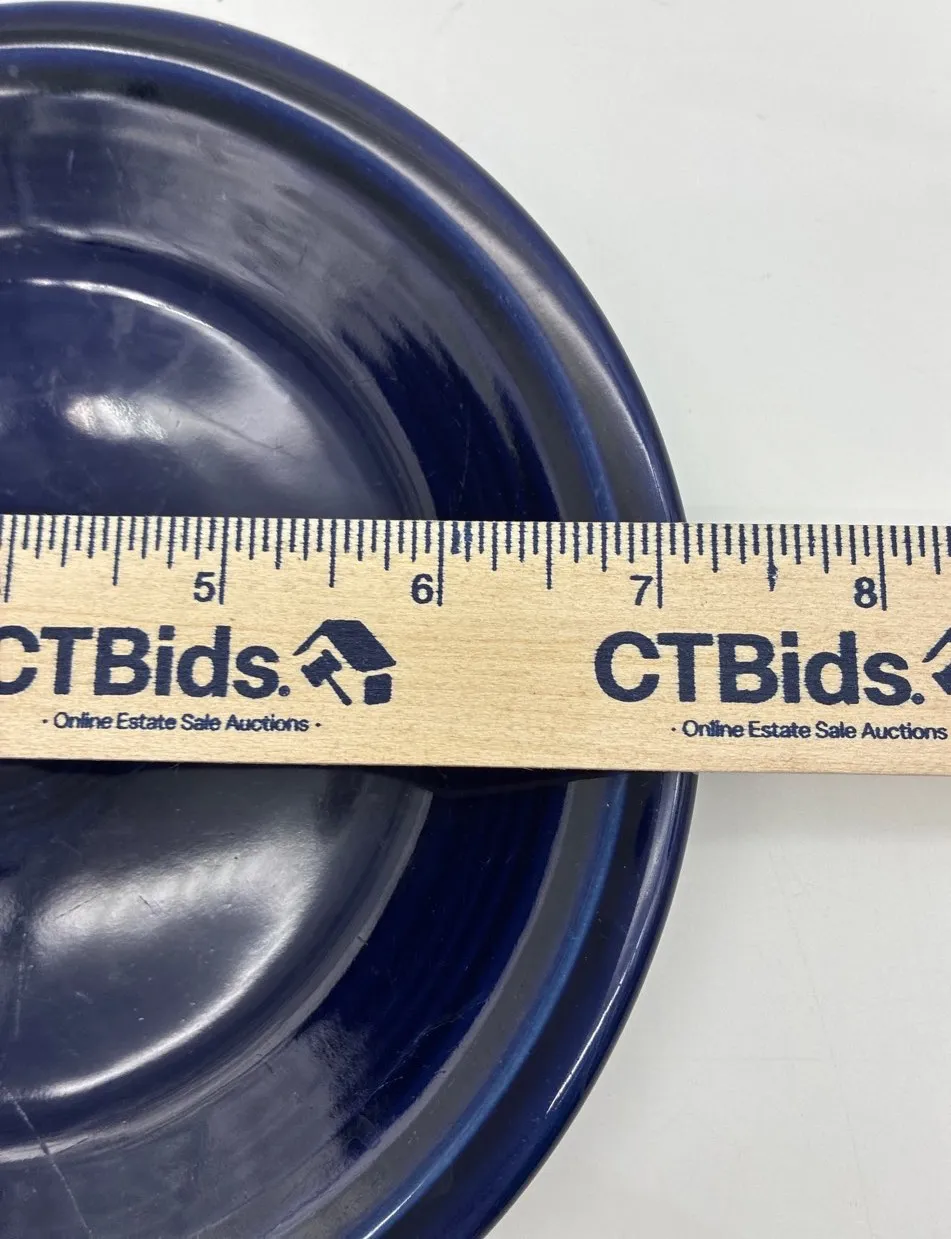 5 6 7 8
CTBids. CTBids.
· Online Estate Sale Auctions · · Online Estate Sale Auctions